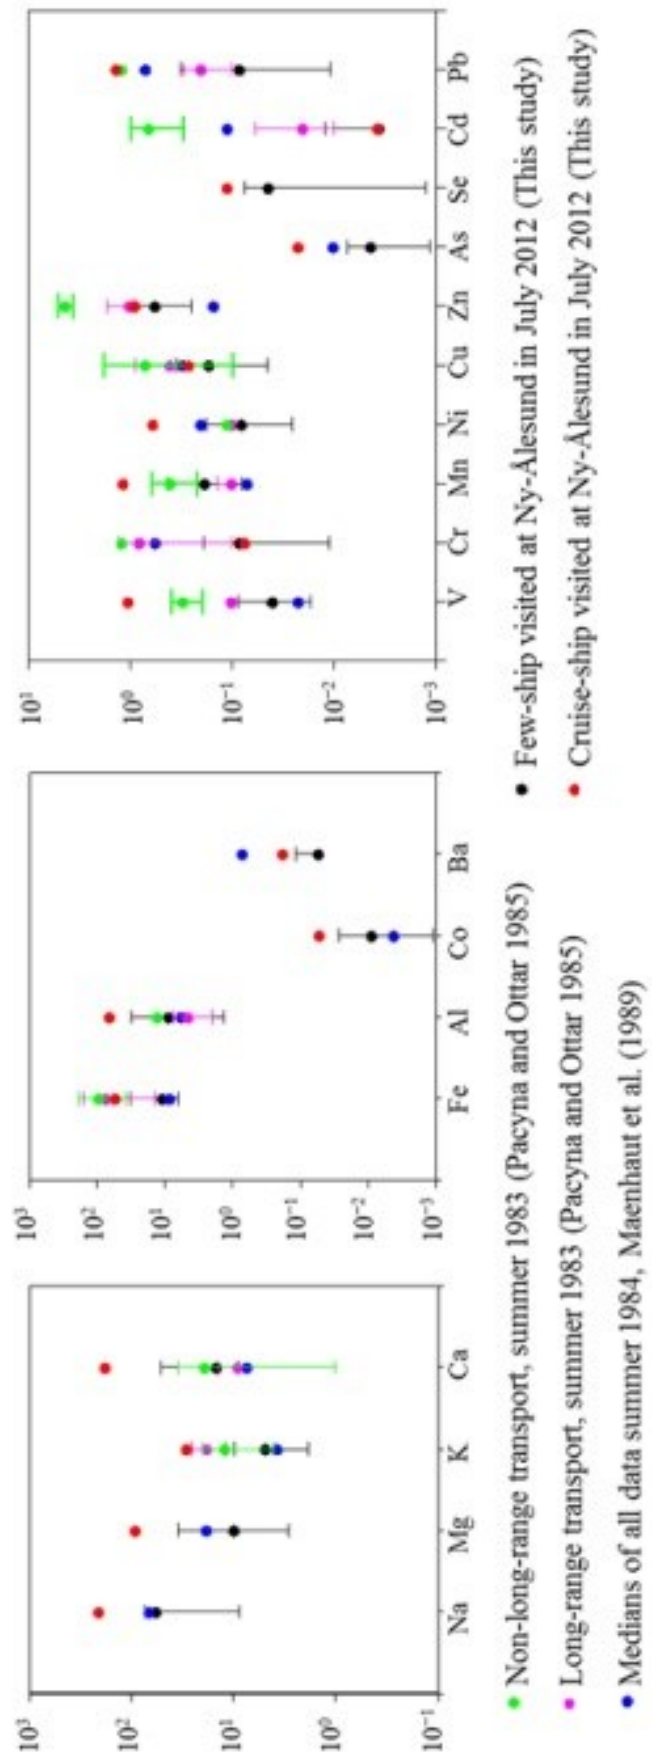 10³
10²
10¹
10⁰
10⁻¹
Na Mg K Ca
10³
10²
10¹
10⁰
10⁻¹
10⁻²
10⁻³
Fe Al Co Ba
10¹
10⁰
10⁻¹
10⁻²
10⁻³
V Cr Mn Ni Cu Zn As Se Cd Pb
Non-long-range transport, summer 1983 (Pacyna and Ottar 1985)
Long-range transport, summer 1983 (Pacyna and Ottar 1985)
Medians of all data summer 1984, Maenhaut et al. (1989)
Few-ship visited at Ny-Ålesund in July 2012 (This study)
Cruise-ship visited at Ny-Ålesund in July 2012 (This study)